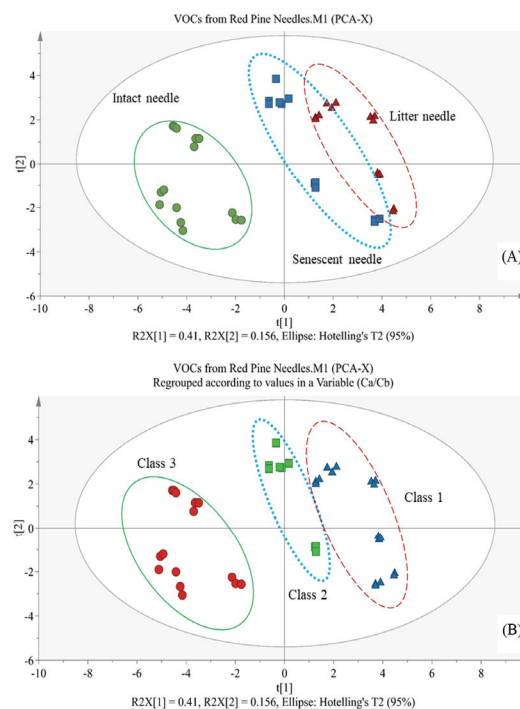 VOCs from Red Pine Needles.M1 (PCA-X)
Intact needle
Litter needle
Senescent needle
(A)
t[2]
4
2
0
-2
-4
-6
-10 -8 -6 -4 -2 0 2 4 6 8
t[1]
R2X[1] = 0.41, R2X[2] = 0.156, Ellipse: Hotelling's T2 (95%)
VOCs from Red Pine Needles.M1 (PCA-X)
Regrouped according to values in a Variable (Ca/Cb)
Class 3
Class 1
Class 2
(B)
t[2]
4
2
0
-2
-4
-6
-10 -8 -6 -4 -2 0 2 4 6 8
t[1]
R2X[1] = 0.41, R2X[2] = 0.156, Ellipse: Hotelling's T2 (95%)